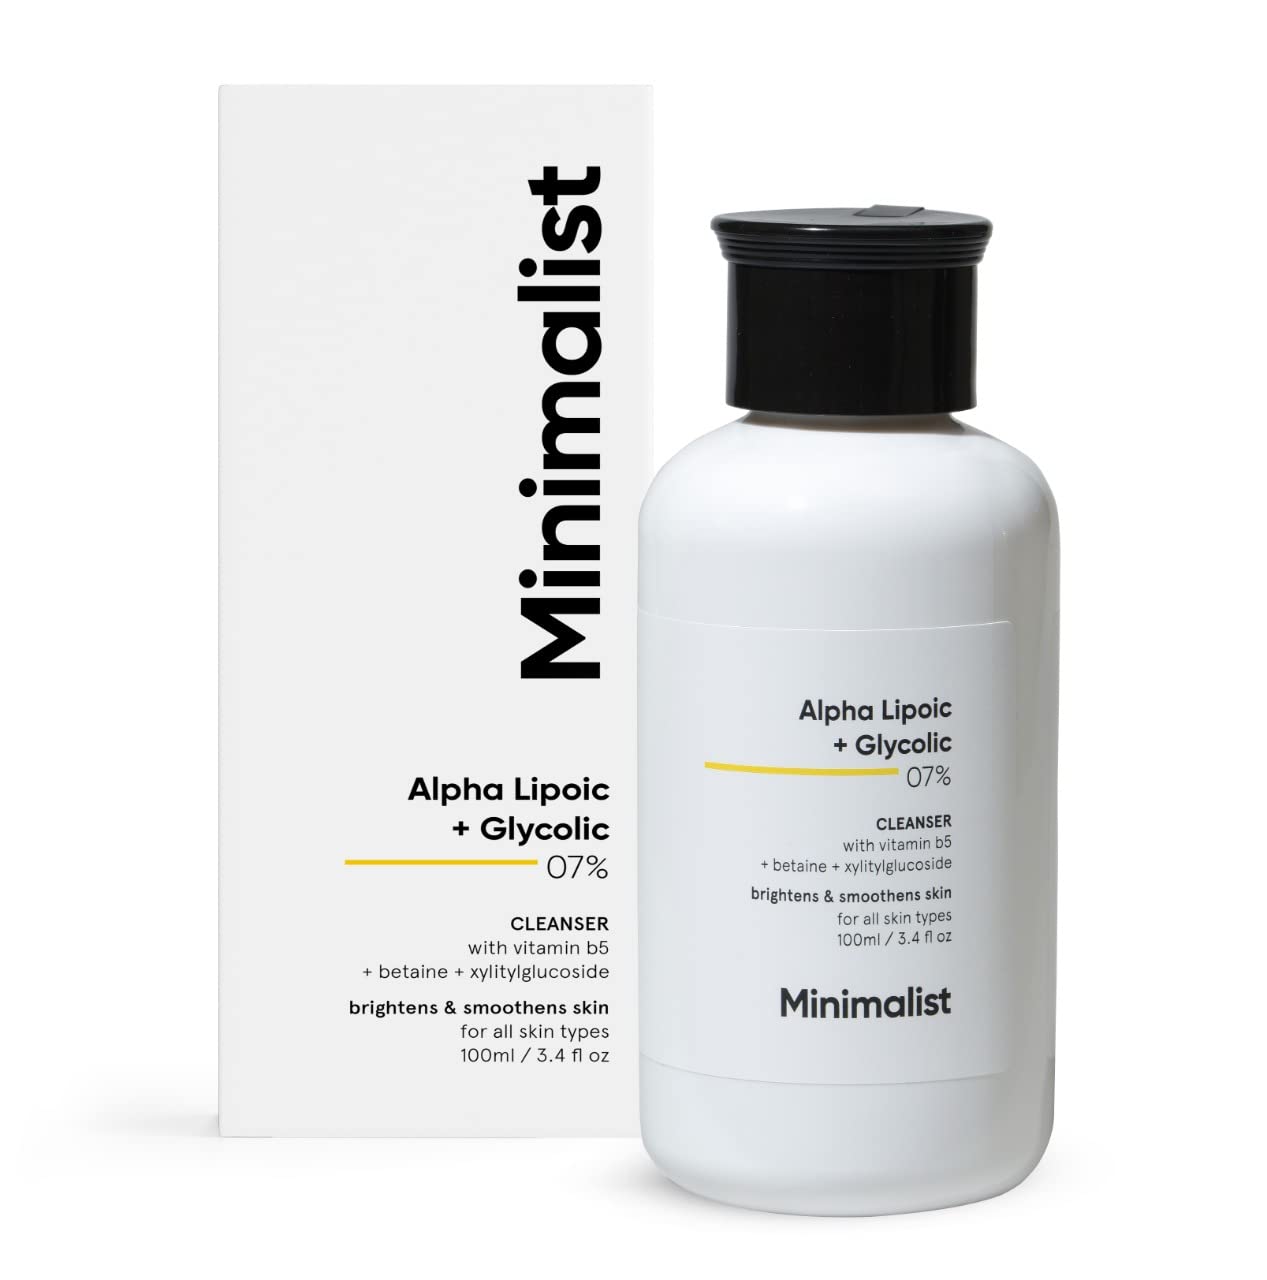 Minimalist
Alpha Lipoic
+ Glycolic
07%
CLEANSER
with vitamin b5
+ betaine + xylitylglucoside
brightens & smoothens skin
for all skin types
100ml / 3.4 fl oz
Alpha Lipoic
+ Glycolic
07%
CLEANSER
with vitamin b5
+ betaine + xylitylglucoside
brightens & smoothens skin
for all skin types
100ml / 3.4 fl oz
Minimalist